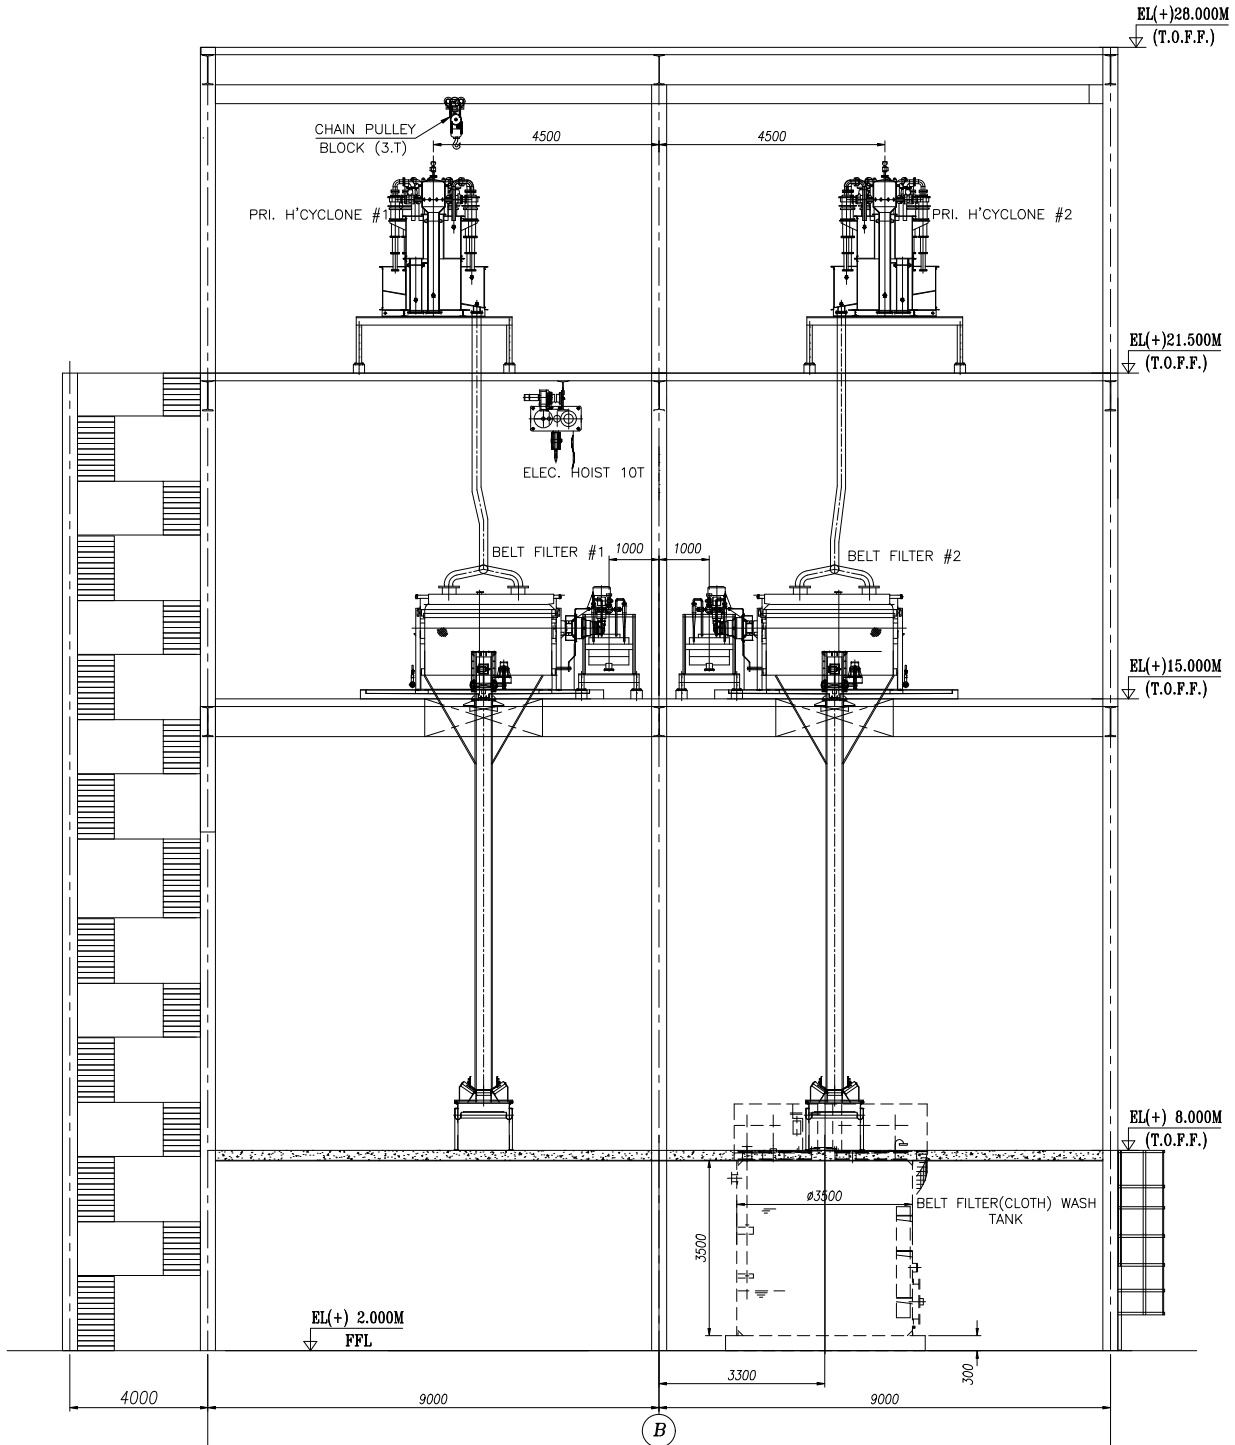 EL(+)28.000M
(T.O.F.F.)
CHAIN PULLEY
BLOCK (3.T)
4500
4500
PRI. H'CYCLONE #1
PRI. H'CYCLONE #2
EL(+)21.500M
(T.O.F.F.)
ELEC. HOIST 10T
BELT FILTER #1
1000
1000
BELT FILTER #2
EL(+)15.000M
(T.O.F.F.)
EL(+) 8.000M
(T.O.F.F.)
ø3500
BELT FILTER(CLOTH) WASH
TANK
3500
EL(+) 2.000M
FFL
300
3300
4000
9000
9000
B